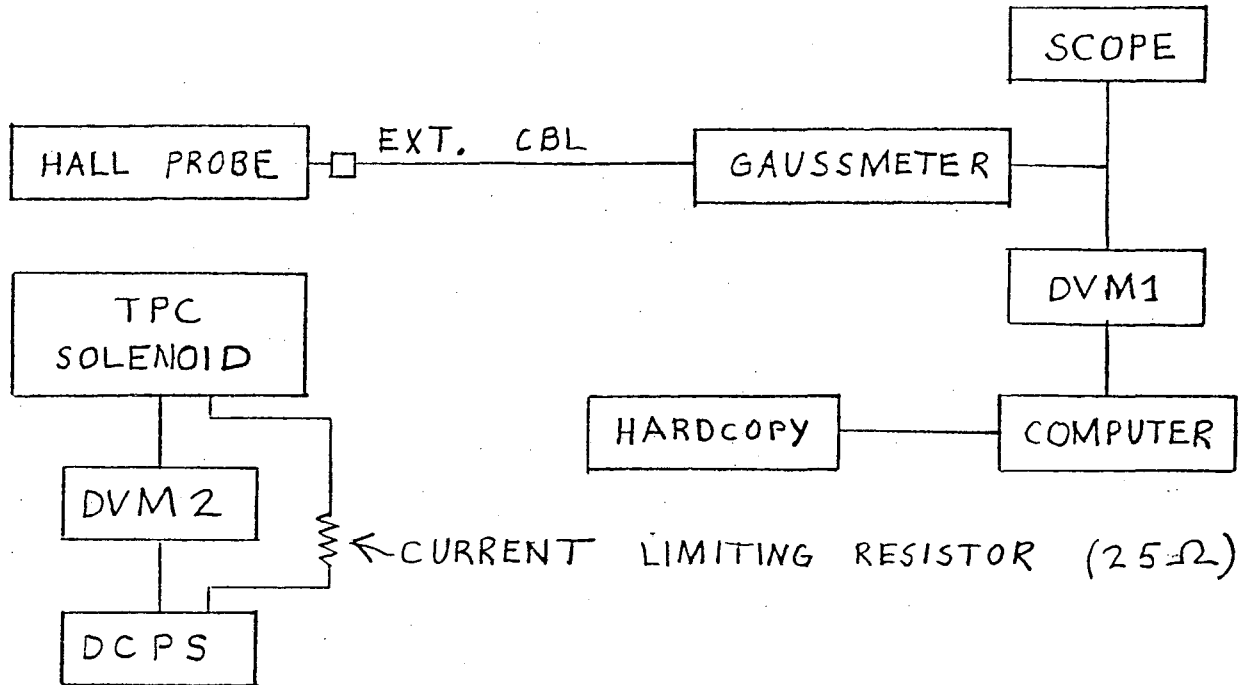 SCOPE
HALL PROBE
EXT. CBL
GAUSSMETER
TPC
SOLENOID
DVM1
HARDCOPY
COMPUTER
DVM2
CURRENT LIMITING RESISTOR (25Ω)
DCPS